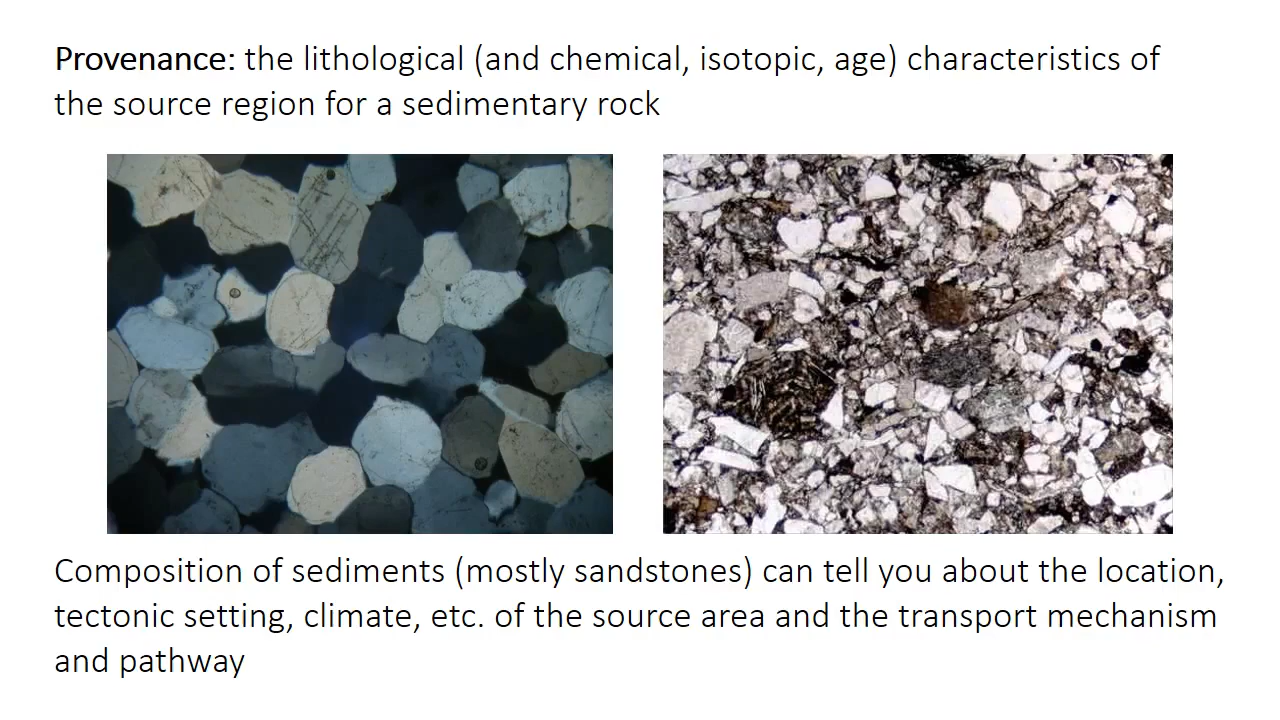 Provenance: the lithological (and chemical, isotopic, age) characteristics of
the source region for a sedimentary rock
Composition of sediments (mostly sandstones) can tell you about the location,
tectonic setting, climate, etc. of the source area and the transport mechanism
and pathway